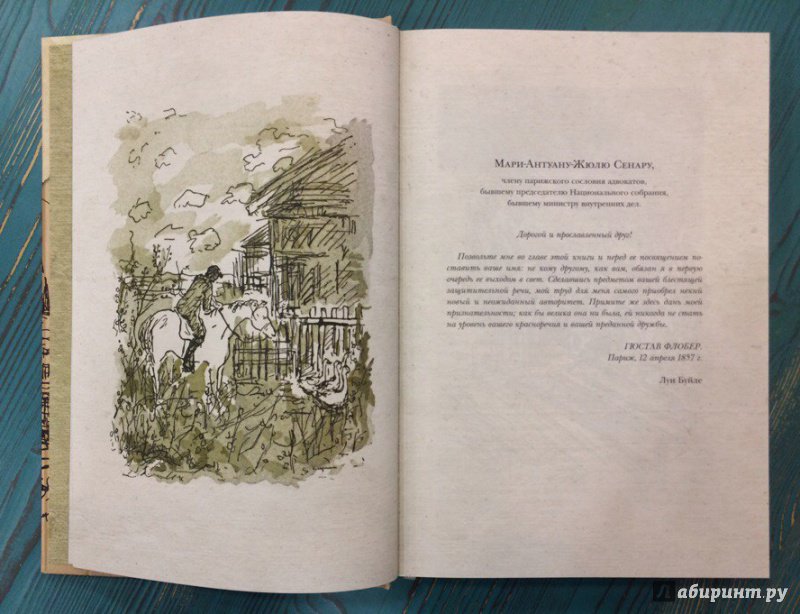 Мари-Антуану-Жюлю Сенару,
члену парижского сословия адвокатов,
бывшему председателю Национального собрания,
бывшему министру внутренних дел.
Дорогой и прославленный друг!
Позвольте мне во главе этой книги и перед ее посвящением по-
ставить ваше имя: не кому другому, как вам, обязан я в первую
очередь ее выходом в свет. Сделавшись предметом вашей блестящей
защитительной речи, мой труд для меня самого приобрел некий
новый и неожиданный авторитет. Примите же здесь дань моей
признательности; как бы велика она ни была, ей никогда не стать
на уровень вашего красноречия и вашей преданной дружбы.
ГЮСТАВ ФЛОБЕР.
Париж, 12 апреля 1857 г.
Луи Буйле
Лабиринт.ру